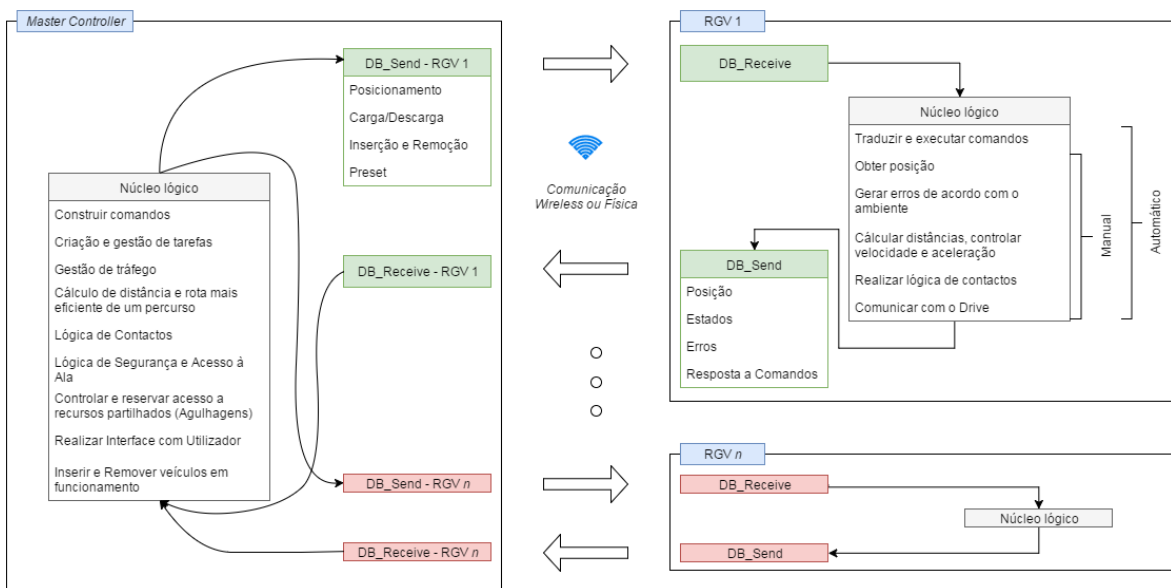 Master Controller
DB_Send - RGV 1
Posicionamento
Carga/Descarga
Inserção e Remoção
Preset
Núcleo lógico
Construir comandos
Criação e gestão de tarefas
Gestão de tráfego
Cálculo de distância e rota mais
eficiente de um percurso
Lógica de Contactos
Lógica de Segurança e Acesso à
Ala
Controlar e reservar acesso a
recursos partilhados (Agulhagens)
Realizar Interface com Utilizador
Inserir e Remover veículos em
funcionamento
DB_Receive - RGV 1
DB_Send - RGV n
DB_Receive - RGV n
Comunicação
Wireless ou Física
RGV 1
DB_Receive
Núcleo lógico
Traduzir e executar comandos
Obter posição
Gerar erros de acordo com o
ambiente
Cálcular distâncias, controlar
velocidade e aceleração
Realizar lógica de contactos
Comunicar com o Drive
Manual
Automático
DB_Send
Posição
Estados
Erros
Resposta a Comandos
RGV n
DB_Receive
Núcleo lógico
DB_Send